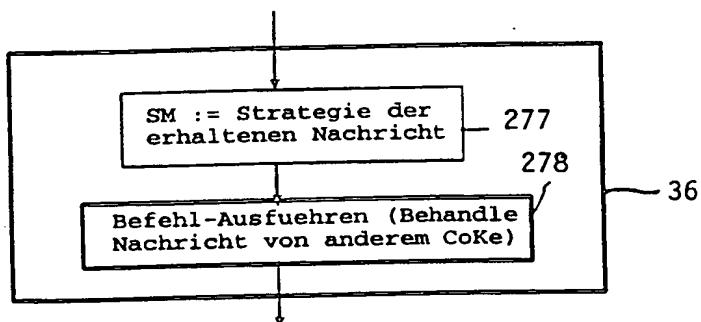 SM := Strategie der
erhaltenen Nachricht
277
278
Befehl-Ausfuehren (Behandle
Nachricht von anderem CoKe)
36